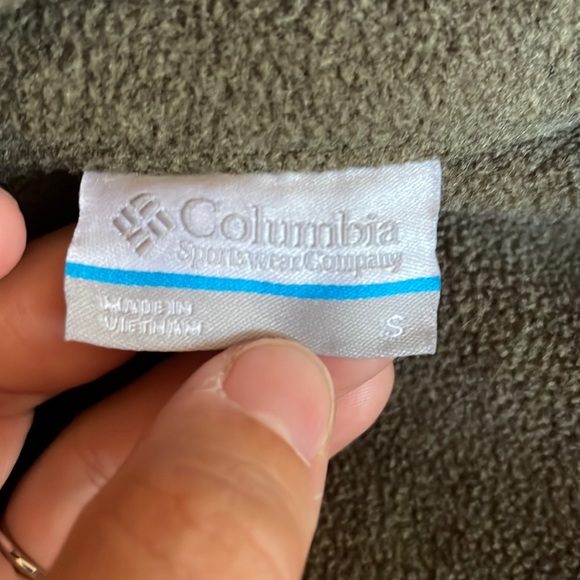 Columbia
Sportswear Company
MADE IN
VIETNAM
S